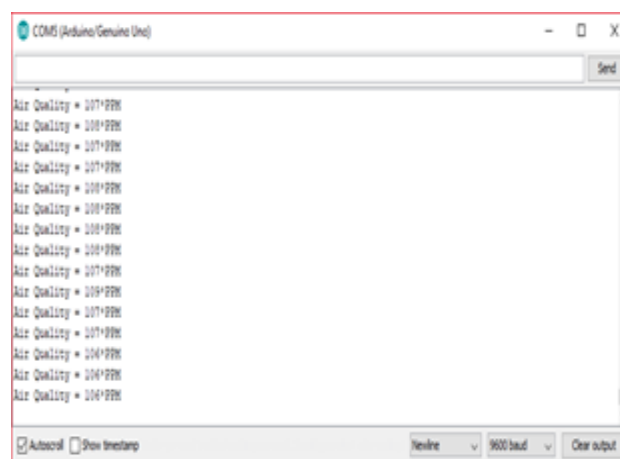 COM5 (Arduino/Genuino Uno)
Send
Air Quality = 107*PPM
Air Quality = 108*PPM
Air Quality = 107*PPM
Air Quality = 107*PPM
Air Quality = 108*PPM
Air Quality = 108*PPM
Air Quality = 108*PPM
Air Quality = 108*PPM
Air Quality = 107*PPM
Air Quality = 109*PPM
Air Quality = 107*PPM
Air Quality = 107*PPM
Air Quality = 106*PPM
Air Quality = 106*PPM
Air Quality = 106*PPM
Autoscroll Show timestamp Newline 9600 baud Clear output